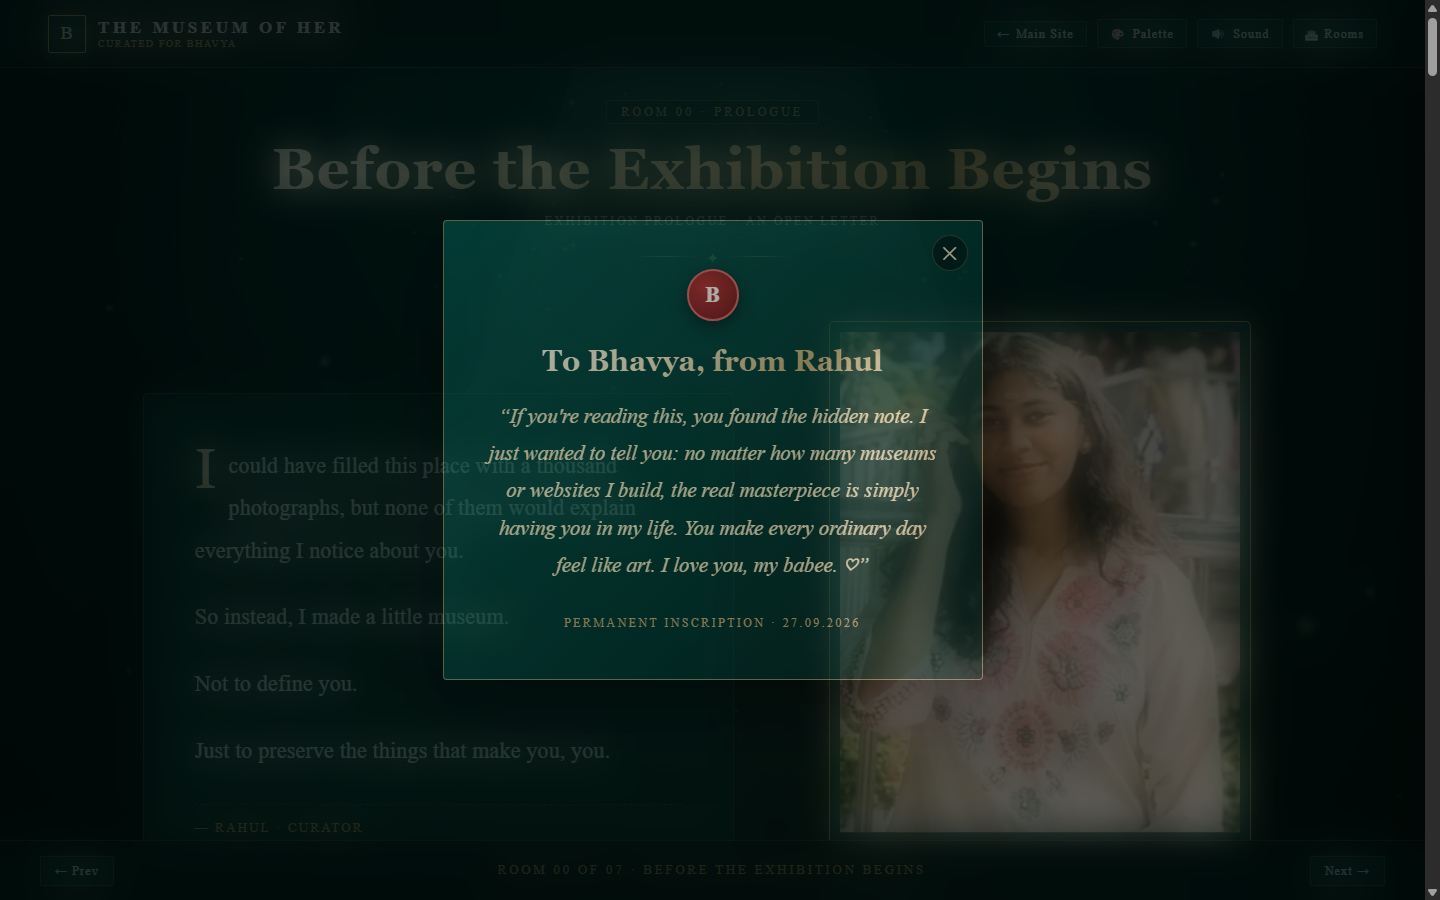 B
THE MUSEUM OF HER
CURATED FOR BHAVYA
← Main Site
Palette
Sound
Rooms
ROOM 00 · PROLOGUE
Before the Exhibition Begins
EXHIBITION PROLOGUE · AN OPEN LETTER
B
To Bhavya, from Rahul
“If you're reading this, you found the hidden note. I
just wanted to tell you: no matter how many museums
or websites I build, the real masterpiece is simply
having you in my life. You make every ordinary day
feel like art. I love you, my babee. ♡”
PERMANENT INSCRIPTION · 27.09.2026
I could have filled this place with a thousand
photographs, but none of them would explain
everything I notice about you.
So instead, I made a little museum.
Not to define you.
Just to preserve the things that make you, you.
— RAHUL · CURATOR
← Prev
ROOM 00 OF 07 · BEFORE THE EXHIBITION BEGINS
Next →